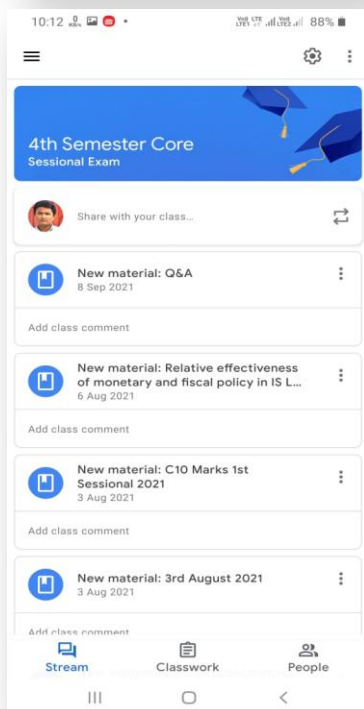 10:12
88%
4th Semester Core
Sessional Exam
Share with your class...
New material: Q&A
8 Sep 2021
Add class comment
New material: Relative effectiveness
of monetary and fiscal policy in IS L...
6 Aug 2021
Add class comment
New material: C10 Marks 1st
Sessional 2021
3 Aug 2021
Add class comment
New material: 3rd August 2021
3 Aug 2021
Add class comment
Stream
Classwork
People